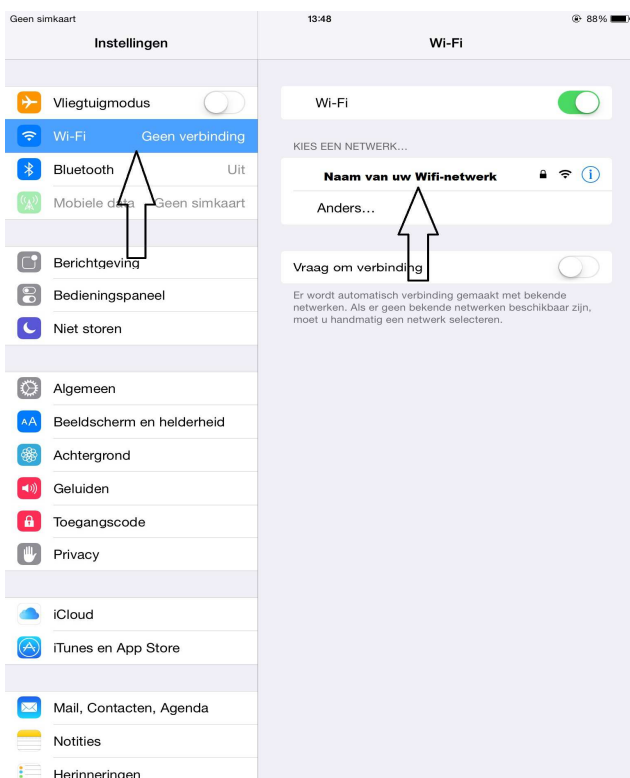 Geen simkaart 13:48 88%
Instellingen
Vliegtuigmodus
Wi-Fi Geen verbinding
Bluetooth Uit
Mobiele data Geen simkaart
Berichtgeving
Bedieningspaneel
Niet storen
Algemeen
AA Beeldscherm en helderheid
Achtergrond
Geluiden
Toegangscode
Privacy
iCloud
iTunes en App Store
Mail, Contacten, Agenda
Notities
Herinneringen
Wi-Fi
Wi-Fi
KIES EEN NETWERK...
Naam van uw Wifi-netwerk
Anders...
Vraag om verbinding
Er wordt automatisch verbinding gemaakt met bekende
netwerken. Als er geen bekende netwerken beschikbaar zijn,
moet u handmatig een netwerk selecteren.